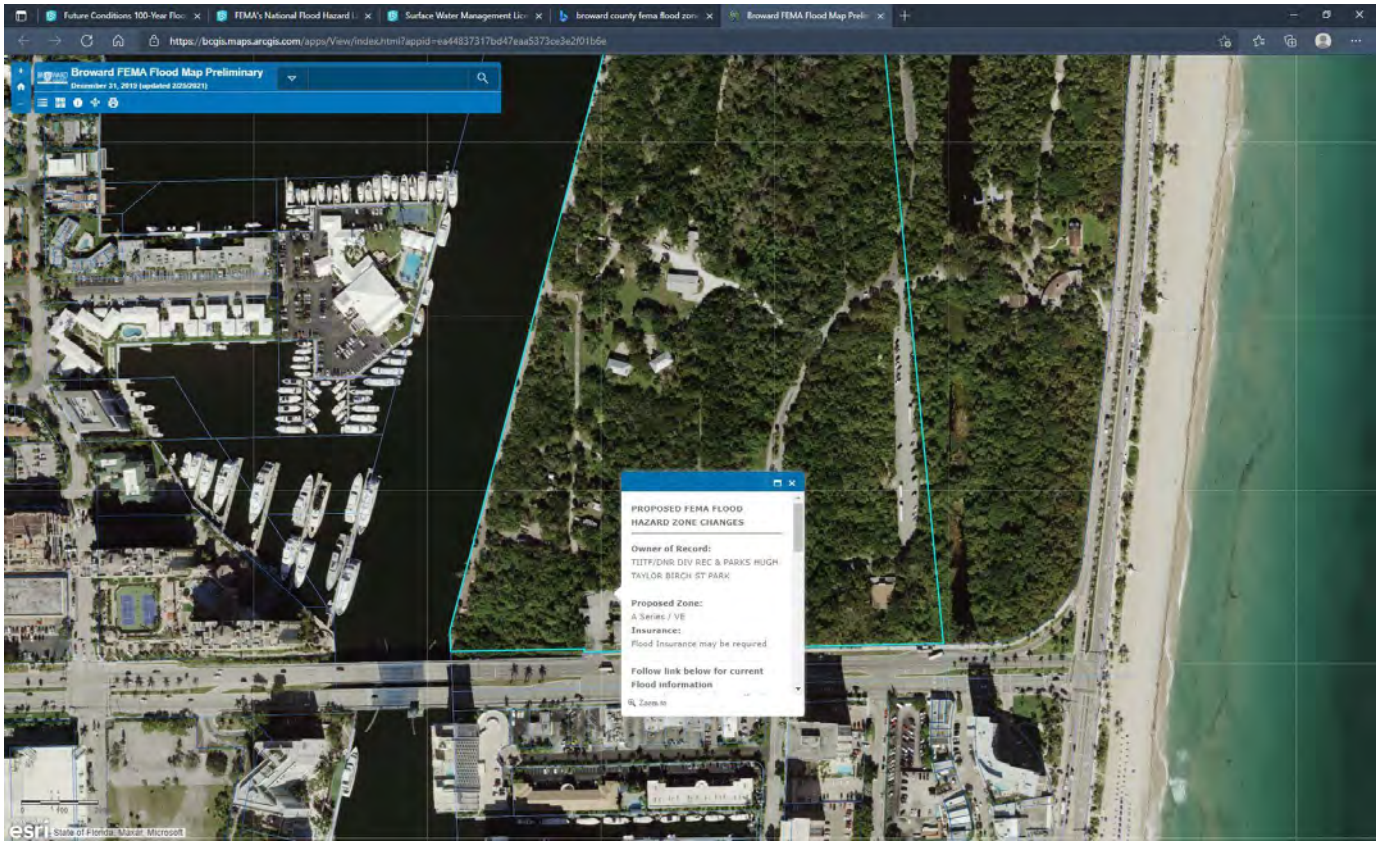 Future Conditions 100-Year Floo
FEMA's National Flood Hazard L
Surface Water Management Lice
broward county fema flood zone
Broward FEMA Flood Map Prelim
https://bcgis.maps.arcgis.com/apps/View/index.html?appid=ea44837317bd47eaa5373ce3e2f01b6e
Broward FEMA Flood Map Preliminary
December 31, 2019 (updated 2/25/2021)
PROPOSED FEMA FLOOD
HAZARD ZONE CHANGES
Owner of Record:
TIITF/DNR DIV REC & PARKS HUGH
TAYLOR BIRCH ST PARK
Proposed Zone:
A Series / VE
Insurance:
Flood Insurance may be required
Follow link below for current
Flood information
Zoom to
esri
State of Florida, Maxar, Microsoft